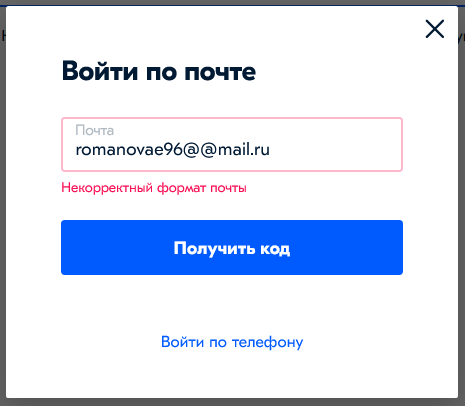 Войти по почте
Почта
romanovae96@@mail.ru
Некорректный формат почты
Получить код
Войти по телефону